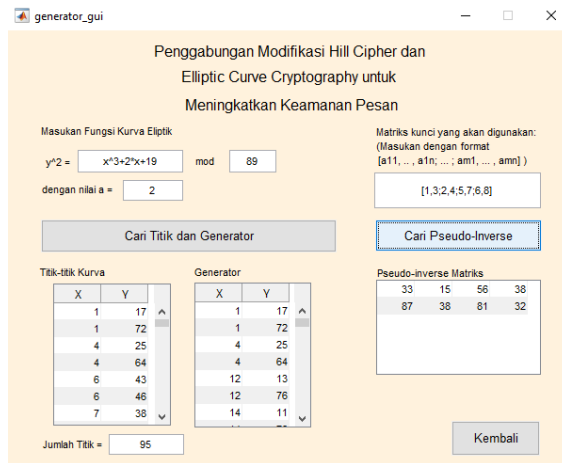 generator_gui
Penggabungan Modifikasi Hill Cipher dan
Elliptic Curve Cryptography untuk
Meningkatkan Keamanan Pesan
Masukan Fungsi Kurva Eliptik
y^2 = x^3+2*x+19 mod 89
dengan nilai a = 2
Matriks kunci yang akan digunakan:
(Masukan dengan format
[a11, .. , a1n; ... ; am1, ... , amn] )
[1,3;2,4;5,7;6,8]
Cari Titik dan Generator
Cari Pseudo-Inverse
Titik-titik Kurva
X Y
1 17
1 72
4 25
4 64
6 43
6 46
7 38
Jumlah Titik = 95
Generator
X Y
1 17
1 72
4 25
4 64
12 13
12 76
14 11
Pseudo-inverse Matriks
33 15 56 38
87 38 81 32
Kembali